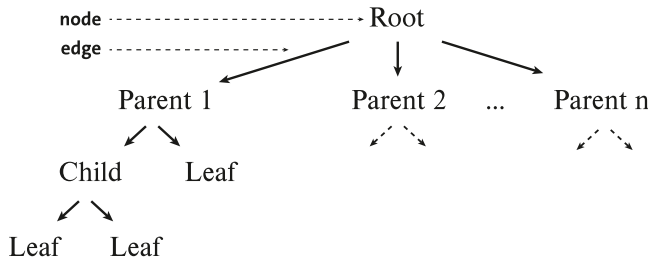 node Root
edge
Parent 1 Parent 2 ... Parent n
Child Leaf
Leaf Leaf